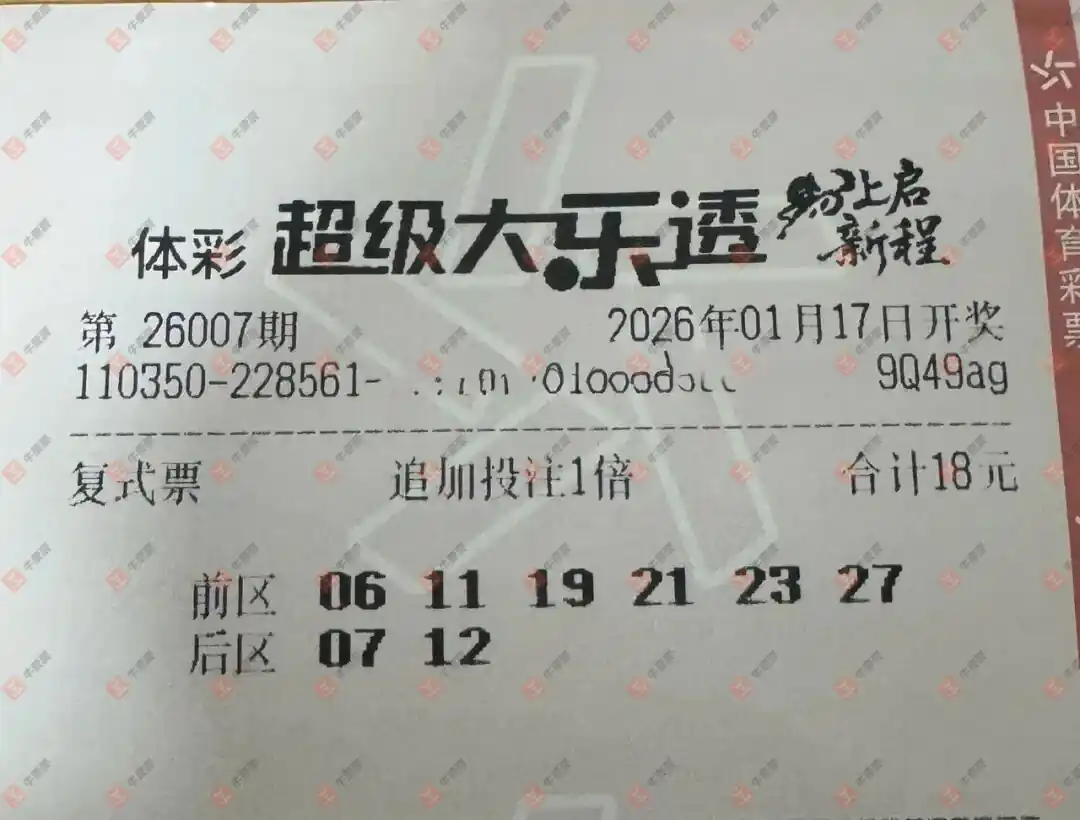 体彩 超级大乐透 马上启新程
第 26007期 2026年01月17日开奖
110350-228561- 9Q49ag
复式票 追加投注1倍 合计18元
前区 06 11 19 21 23 27
后区 07 12
中国体育彩票